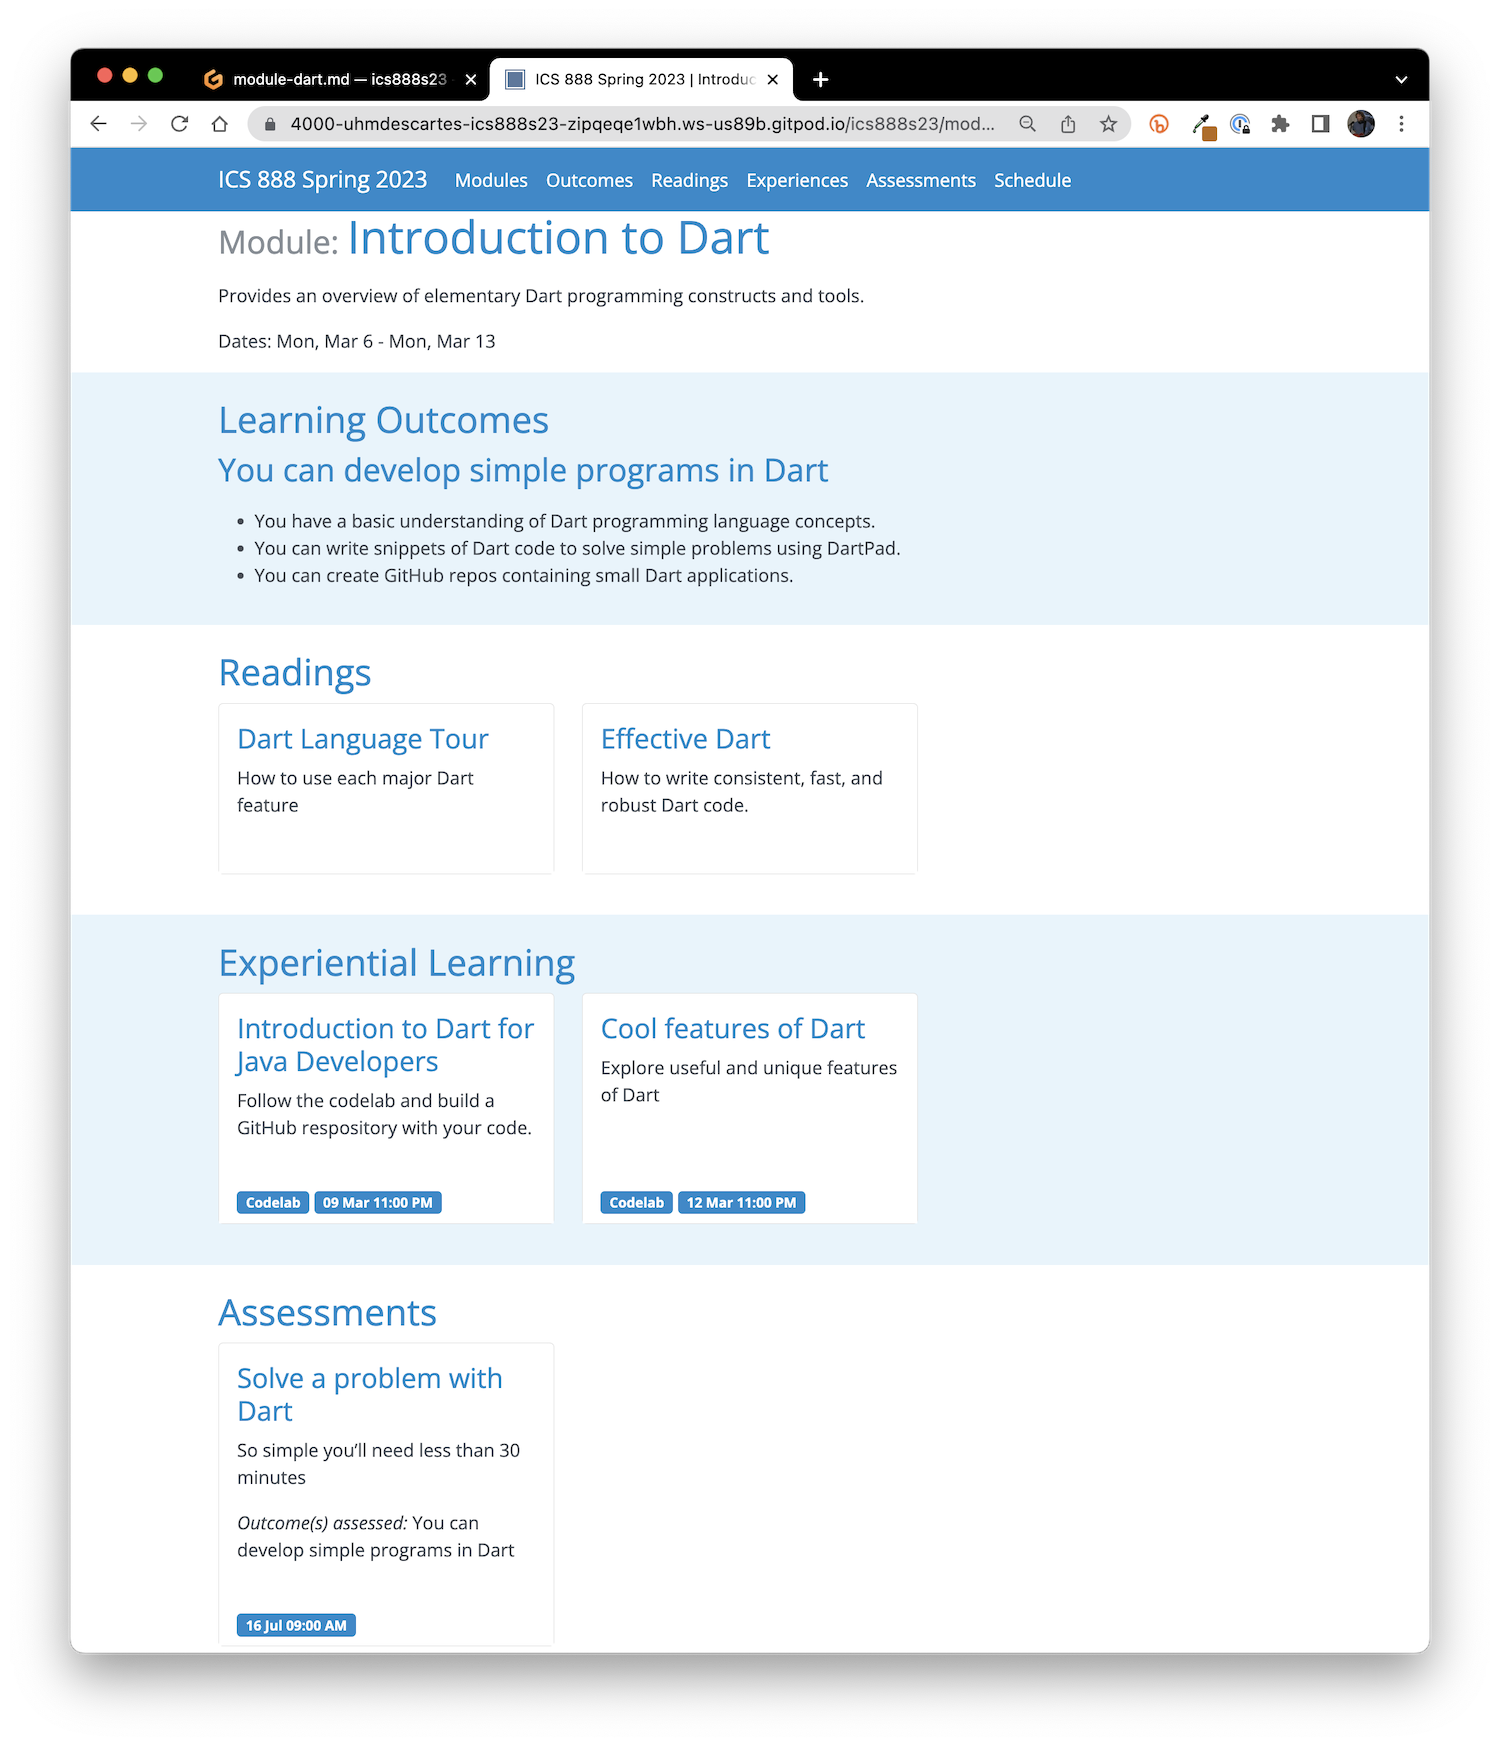 module-dart.md — ics888s23
ICS 888 Spring 2023 | Introduc
4000-uhmdescartes-ics888s23-zipqeqe1wbh.ws-us89b.gitpod.io/ics888s23/mod...
ICS 888 Spring 2023 Modules Outcomes Readings Experiences Assessments Schedule
Module: Introduction to Dart
Provides an overview of elementary Dart programming constructs and tools.
Dates: Mon, Mar 6 - Mon, Mar 13
Learning Outcomes
You can develop simple programs in Dart
• You have a basic understanding of Dart programming language concepts.
• You can write snippets of Dart code to solve simple problems using DartPad.
• You can create GitHub repos containing small Dart applications.
Readings
Dart Language Tour
How to use each major Dart
feature
Effective Dart
How to write consistent, fast, and
robust Dart code.
Experiential Learning
Introduction to Dart for
Java Developers
Follow the codelab and build a
GitHub respository with your code.
Codelab 09 Mar 11:00 PM
Cool features of Dart
Explore useful and unique features
of Dart
Codelab 12 Mar 11:00 PM
Assessments
Solve a problem with
Dart
So simple you’ll need less than 30
minutes
Outcome(s) assessed: You can
develop simple programs in Dart
16 Jul 09:00 AM